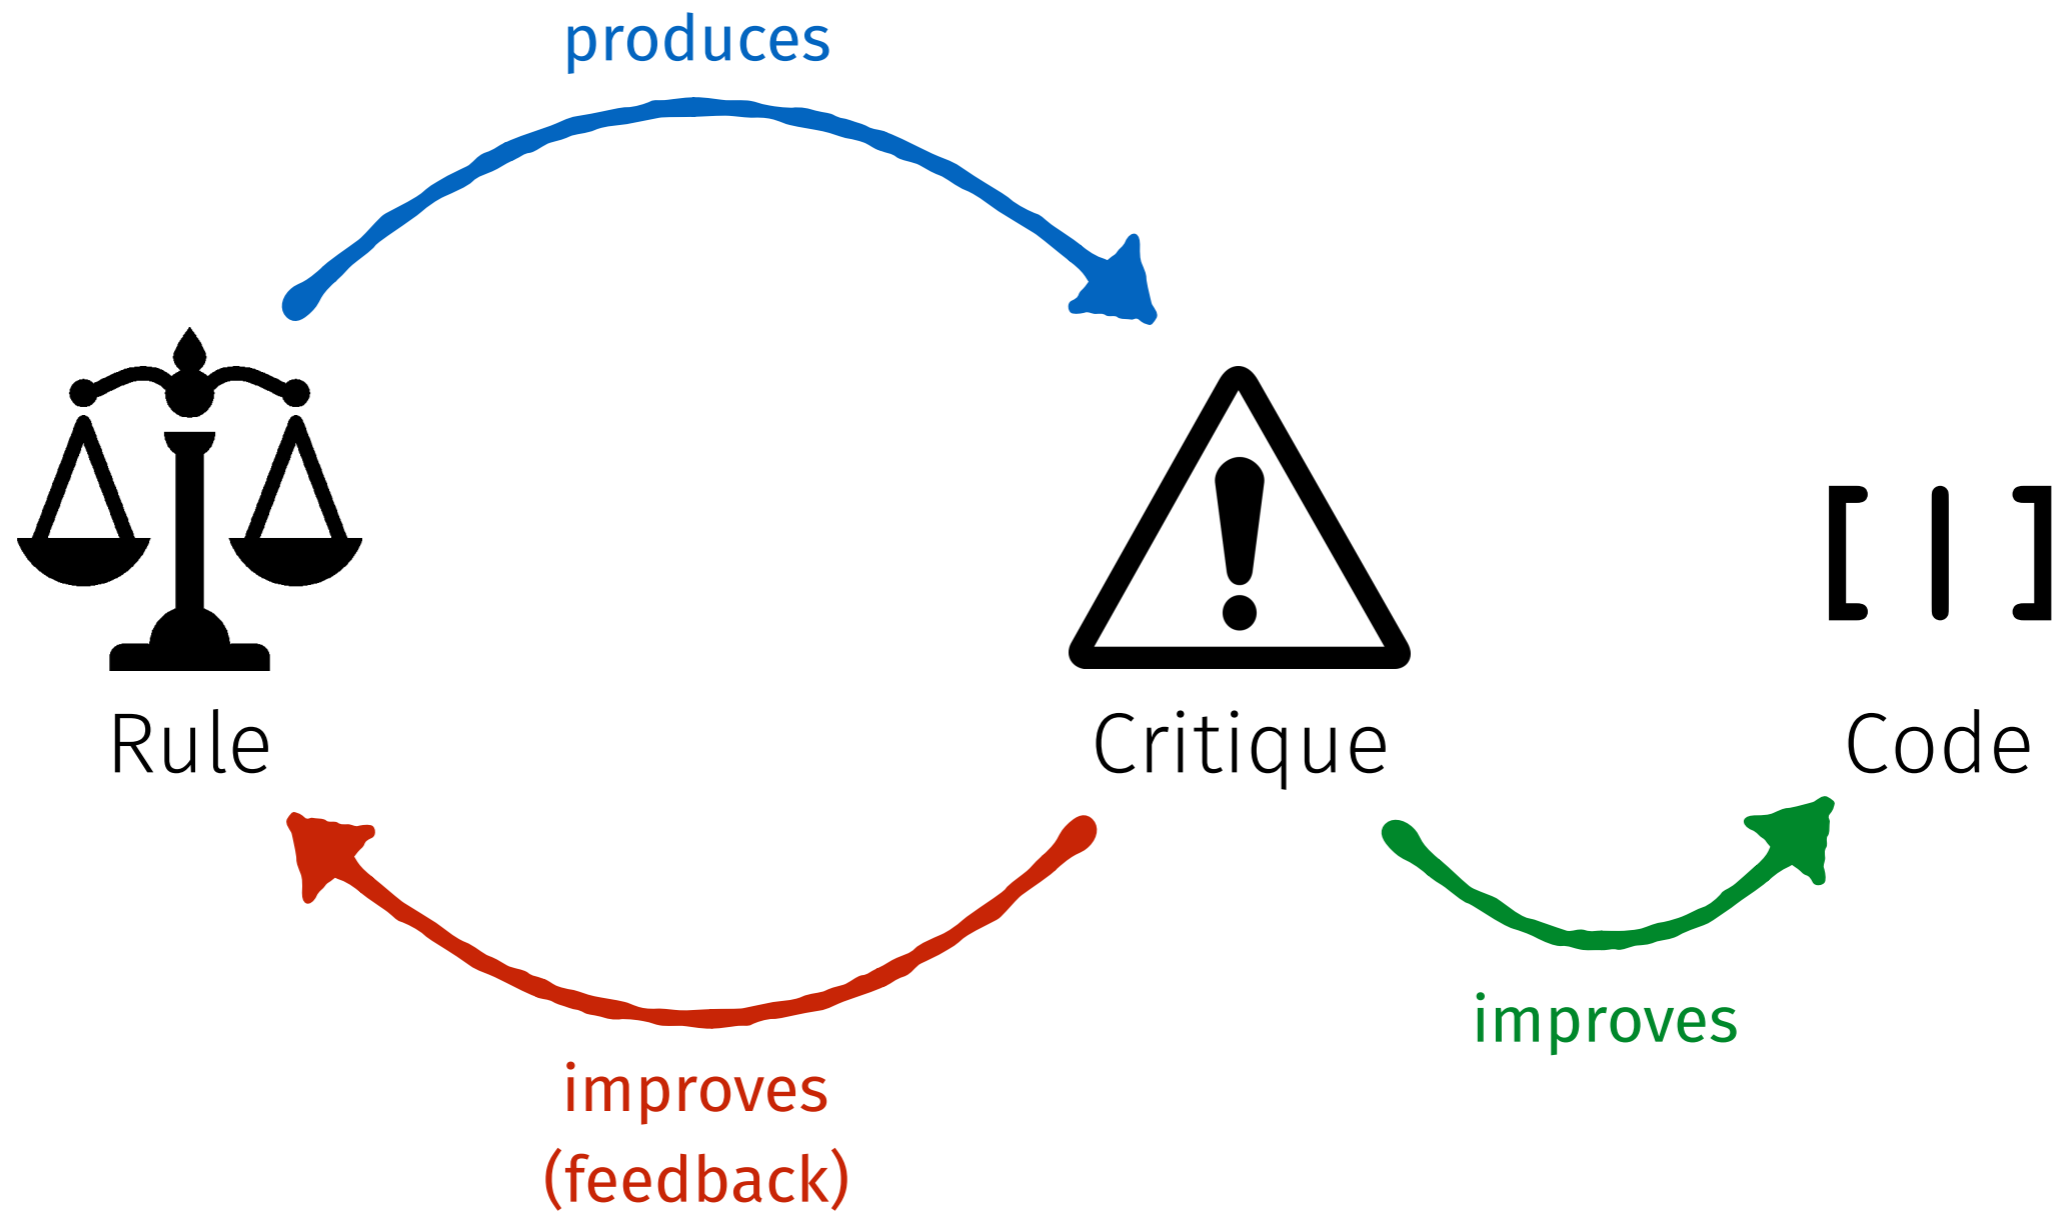 produces
[|]
Rule
Critique
Code
improves
(feedback)
improves